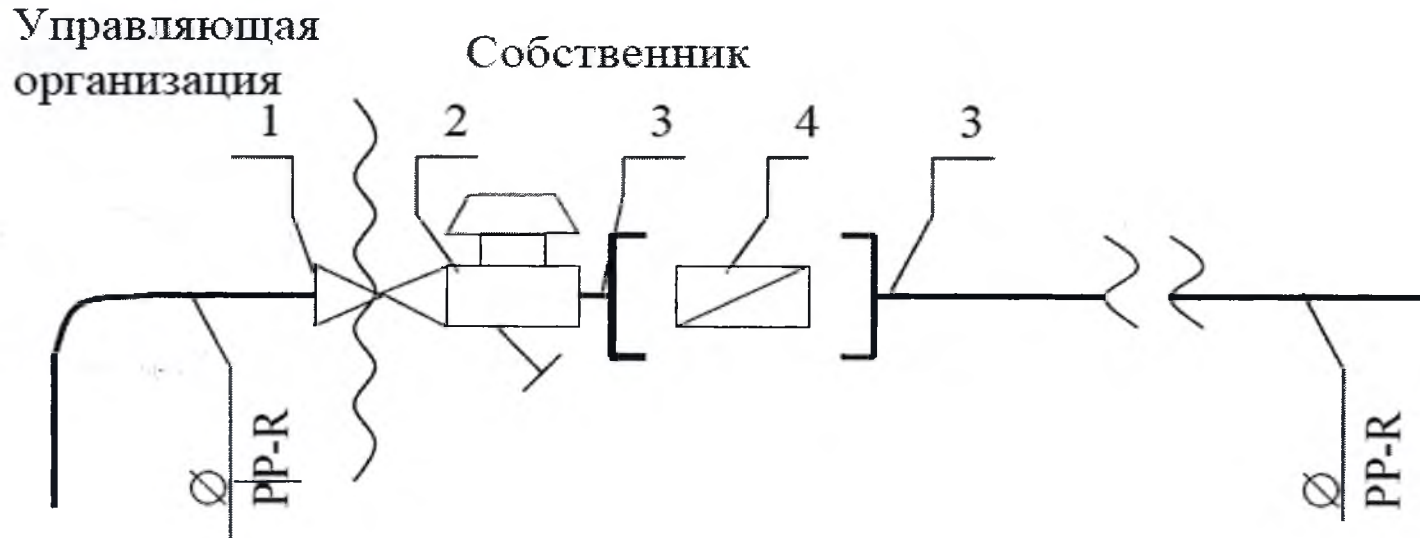 Управляющая
организация
Собственник
1
2
3
4
3
∅ PP-R
∅ PP-R